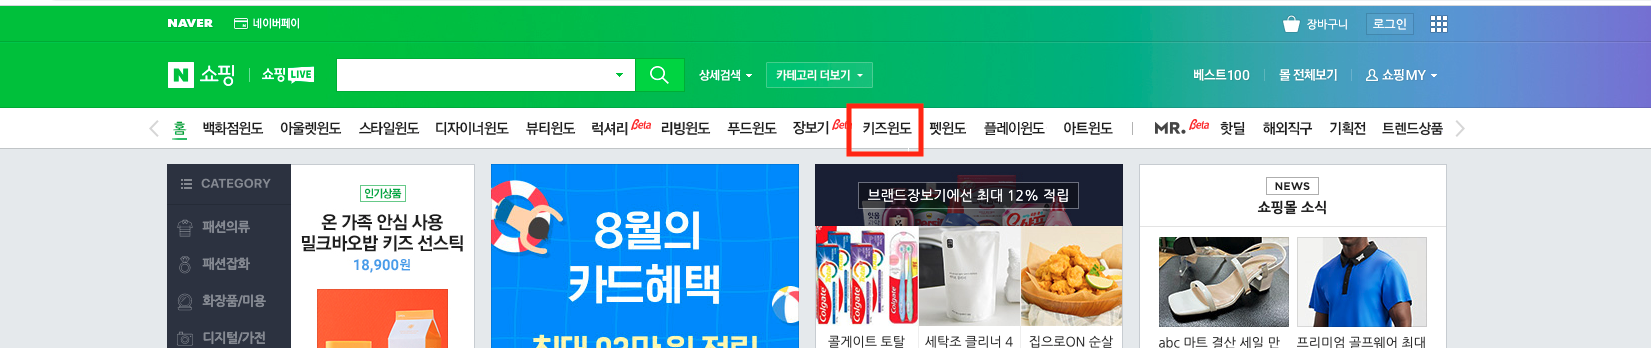 NAVER 네이버페이 장바구니 로그인
N 쇼핑 쇼핑LIVE 상세검색 카테고리 더보기 베스트100 몰 전체보기 쇼핑MY
홈 백화점윈도 아울렛윈도 스타일윈도 디자이너윈도 뷰티윈도 럭셔리 Beta 리빙윈도 푸드윈도 장보기 Beta 키즈윈도 펫윈도 플레이윈도 아트윈도 MR. Beta 핫딜 해외직구 기획전 트렌드상품
CATEGORY
패션의류
패션잡화
화장품/미용
디지털/가전
인기상품
온 가족 안심 사용
밀크바오밥 키즈 선스틱
18,900원
8월의
카드혜택
브랜드장보기에선 최대 12% 적립
Colgate Colgate
콜게이트 토탈 세탁조 클리너 4 집으로ON 순살
NEWS
쇼핑몰 소식
abc 마트 결산 세일 만 프리미엄 골프웨어 최대